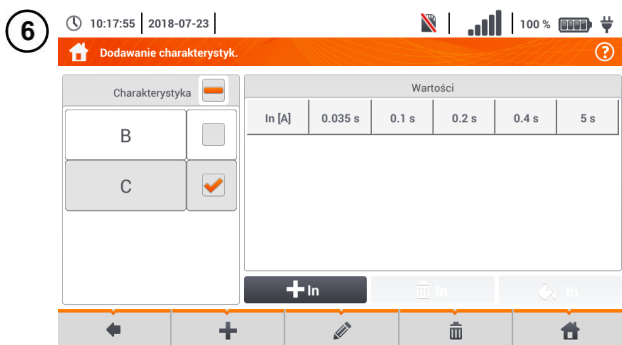 6
10:17:55 2018-07-23 100 %
Dodawanie charakterystyk. ?
Charakterystyka Wartości
In [A] 0.035 s 0.1 s 0.2 s 0.4 s 5 s
B
C
In In In